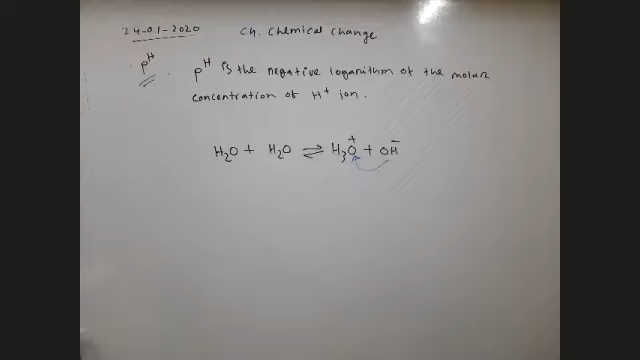 24-01-2020 Ch. Chemical Change
pH . pH is the negative logarithm of the molar
concentration of H+ ion.
H2O + H2O ⇌ H3O+ + OH-